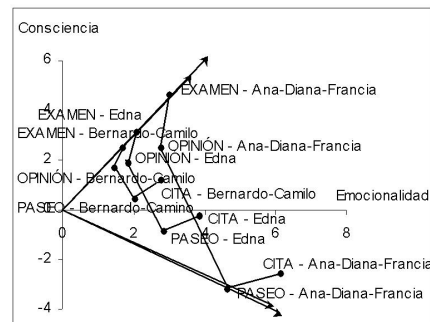 Consciencia
6
EXAMEN - Ana-Diana-Francia
EXAMEN - Edna
EXAMEN - Bernardo-Camilo
2
OPINIÓN - Ana-Diana-Francia
OPINIÓN - Edna
OPINIÓN - Bernardo-Camilo
CITA - Bernardo-Camilo
Emocionalidad
PASEO - Bernardo-Camino
0
2
4
6
8
CITA - Edna
PASEO - Edna
-2
CITA - Ana-Diana-Francia
PASEO - Ana-Diana-Francia
-4